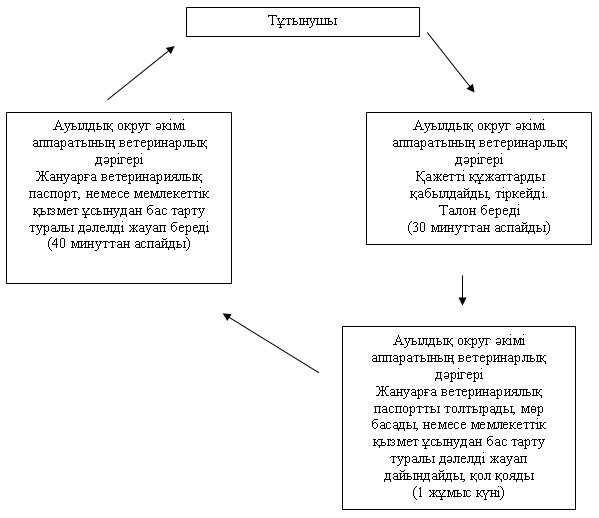 Тұтынушы
Ауылдық округ әкімі
аппаратының ветеринарлық
дәрігері
Жануарға ветеринариялық
паспорт, немесе мемлекеттік
қызмет ұсынудан бас тарту
туралы дәлелді жауап береді
(40 минуттан аспайды)
Ауылдық округ әкімі
аппаратының ветеринарлық
дәрігері
Қажетті құжаттарды
қабылдайды, тіркейді.
Талон береді
(30 минуттан аспайды)
Ауылдық округ әкімі
аппаратының ветеринарлық
дәрігері
Жануарға ветеринариялық
паспортты толтырады, мөр
басады, немесе мемлекеттік
қызмет ұсынудан бас тарту
туралы дәлелді жауап
дайындайды, қол қояды
(1 жұмыс күні)